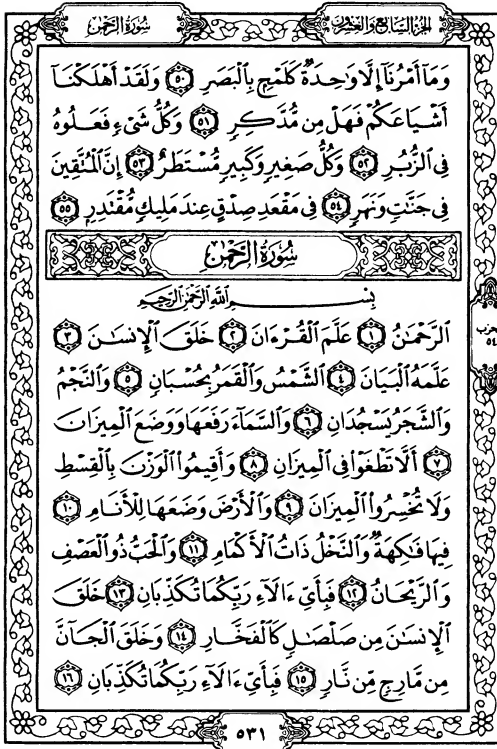 سُورَةُ الرَّحْمٰن
الجزء السابع والعشرون
وَمَآ أَمْرُنَآ إِلَّا وَٰحِدَةٌ كَلَمْحٍۭ بِٱلْبَصَرِ ٥٠ وَلَقَدْ أَهْلَكْنَآ
أَشْيَاعَكُمْ فَهَلْ مِن مُّدَّكِرٍ ٥١ وَكُلُّ شَىْءٍ فَعَلُوهُ
فِى ٱلزُّبُرِ ٥٢ وَكُلُّ صَغِيرٍ وَكَبِيرٍ مُّسْتَطَرٌ ٥٣ إِنَّ ٱلْمُتَّقِينَ
فِى جَنَّٰتٍ وَنَهَرٍ ٥٤ فِى مَقْعَدِ صِدْقٍ عِندَ مَلِيكٍ مُّقْتَدِرٍۭ ٥٥
سُورَةُ الرَّحْمٰن
بِسْمِ ٱللَّهِ ٱلرَّحْمَٰنِ ٱلرَّحِيمِ
ٱلرَّحْمَٰنُ ١ عَلَّمَ ٱلْقُرْءَانَ ٢ خَلَقَ ٱلْإِنسَٰنَ ٣
عَلَّمَهُ ٱلْبَيَانَ ٤ ٱلشَّمْسُ وَٱلْقَمَرُ بِحُسْبَانٍ ٥ وَٱلنَّجْمُ
وَٱلشَّجَرُ يَسْجُدَانِ ٦ وَٱلسَّمَآءَ رَفَعَهَا وَوَضَعَ ٱلْمِيزَانَ
٧ أَلَّا تَطْغَوْا۟ فِى ٱلْمِيزَانِ ٨ وَأَقِيمُوا۟ ٱلْوَزْنَ بِٱلْقِسْطِ
وَلَا تُخْسِرُوا۟ ٱلْمِيزَانَ ٩ وَٱلْأَرْضَ وَضَعَهَا لِلْأَنَامِ ١٠
فِيهَا فَٰكِهَةٌ وَٱلنَّخْلُ ذَاتُ ٱلْأَكْمَامِ ١١ وَٱلْحَبُّ ذُو ٱلْعَصْفِ
وَٱلرَّيْحَانُ ١٢ فَبِأَىِّ ءَالَآءِ رَبِّكُمَا تُكَذِّبَانِ ١٣ خَلَقَ
ٱلْإِنسَٰنَ مِن صَلْصَٰلٍ كَٱلْفَخَّارِ ١٤ وَخَلَقَ ٱلْجَآنَّ
مِن مَّارِجٍ مِّن نَّارٍ ١٥ فَبِأَىِّ ءَالَآءِ رَبِّكُمَا تُكَذِّبَانِ ١٦
حزب
٥٤
٥٣١